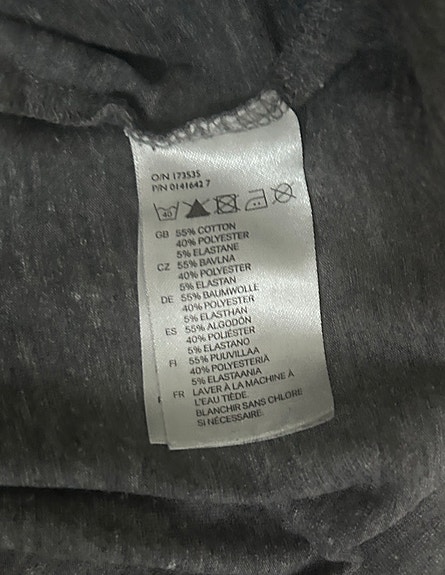 O/N 173535
P/N 0141642 7
40
GB 55% COTTON
40% POLYESTER
5% ELASTANE
CZ 55% BAVLNA
40% POLYESTER
5% ELASTAN
DE 55% BAUMWOLLE
40% POLYESTER
5% ELASTHAN
ES 55% ALGODÓN
40% POLIÉSTER
5% ELASTANO
FI 55% PUUVILLAA
40% POLYESTERIA
5% ELASTAANIA
FR LAVER À LA MACHINE À
L'EAU TIÈDE.
BLANCHIR SANS CHLORE
SI NÉCESSAIRE.